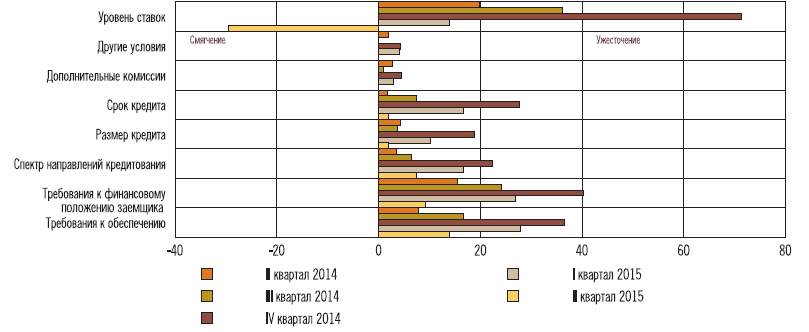 Уровень ставок
Смягчение
Ужесточение
Другие условия
Дополнительные комиссии
Срок кредита
Размер кредита
Спектр направлений кредитования
Требования к финансовому
положению заемщика
Требования к обеспечению
-40 -20 0 20 40 60 80
II квартал 2014 I квартал 2015
III квартал 2014 II квартал 2015
IV квартал 2014